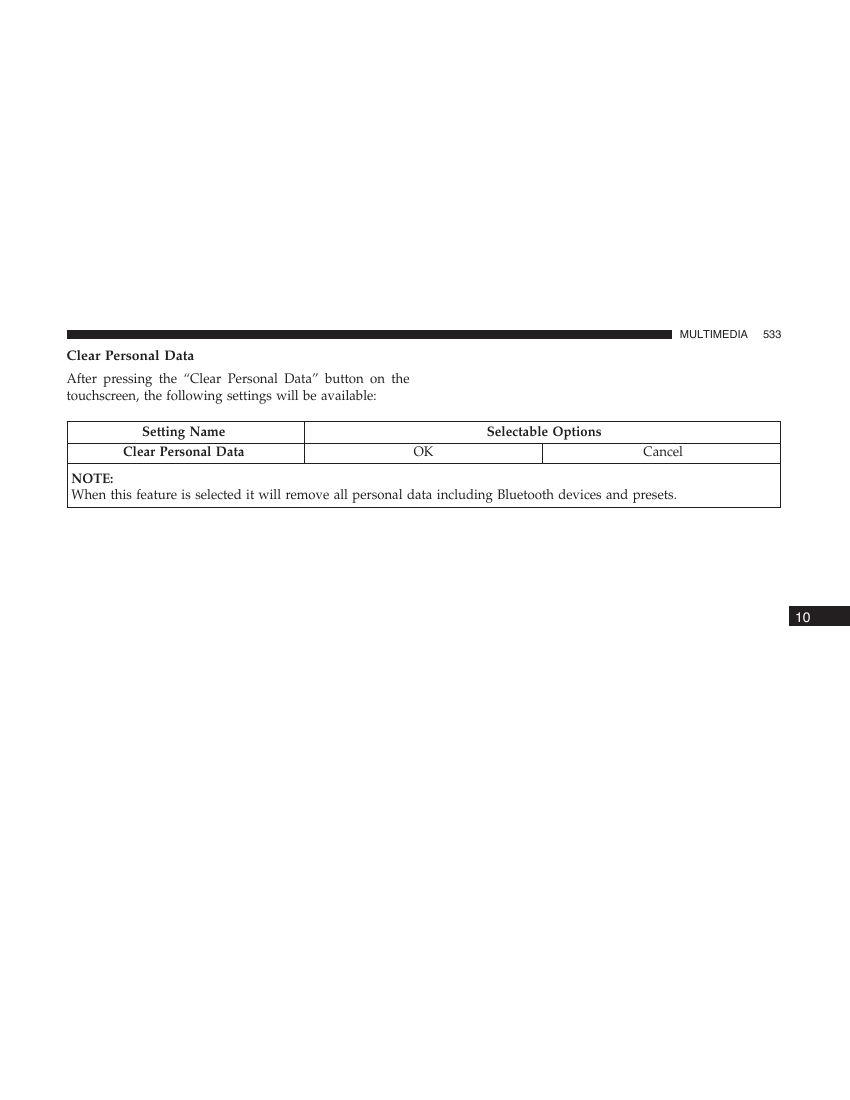 MULTIMEDIA 533
Clear Personal Data
After pressing the “Clear Personal Data” button on the
touchscreen, the following settings will be available:
Setting Name Selectable Options
Clear Personal Data OK Cancel
NOTE:
When this feature is selected it will remove all personal data including Bluetooth devices and presets.
10